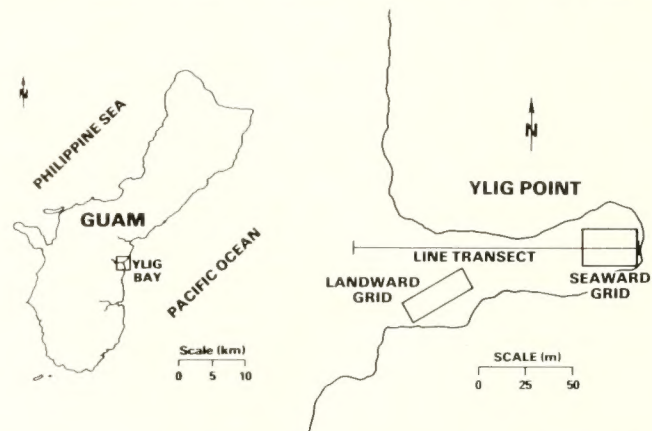 N
PHILIPPINE SEA
GUAM
YLIG
BAY
PACIFIC OCEAN
Scale (km)
0 5 10
N
YLIG POINT
LINE TRANSECT
LANDWARD
GRID
SEAWARD
GRID
SCALE (m)
0 25 50